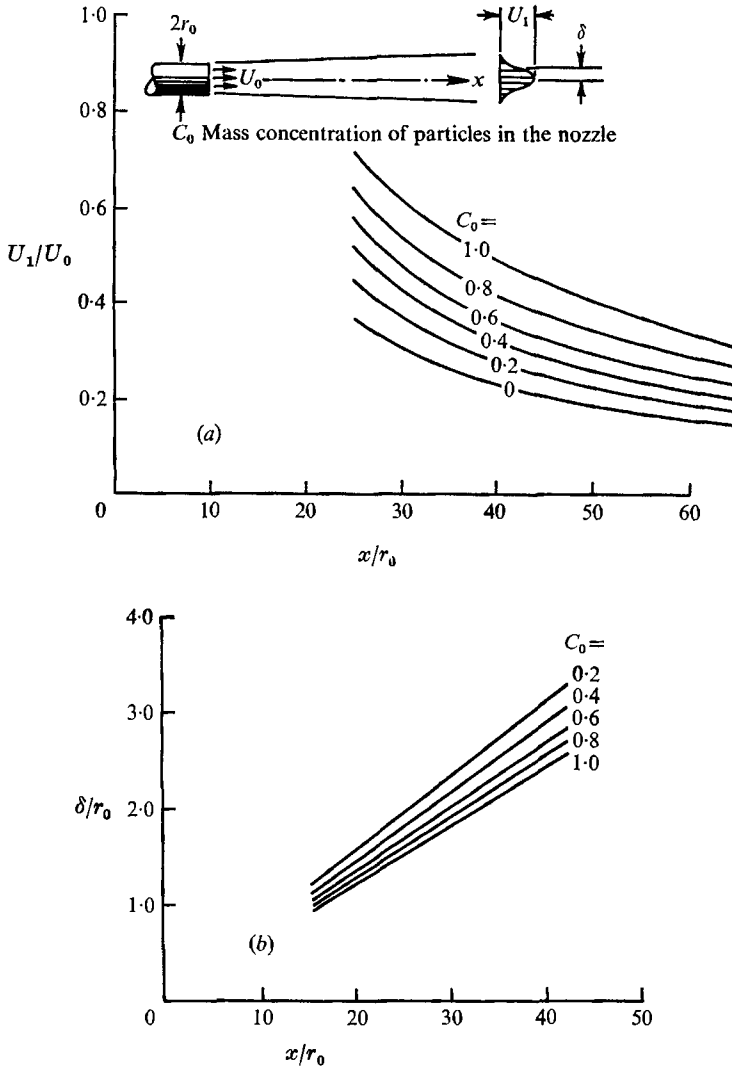 1·0
2r₀
U₁
δ
U₀
x
0·8
C₀ Mass concentration of particles in the nozzle
0·6
C₀=
1·0
U₁/U₀
0·8
0·6
0·4
0·4
0·2
0·2
0
(a)
0
10
20
30
40
50
60
x/r₀
4·0
C₀=
0·2
0·4
3·0
0·6
0·8
1·0
δ/r₀
2·0
1·0
(b)
0
10
20
30
40
50
x/r₀